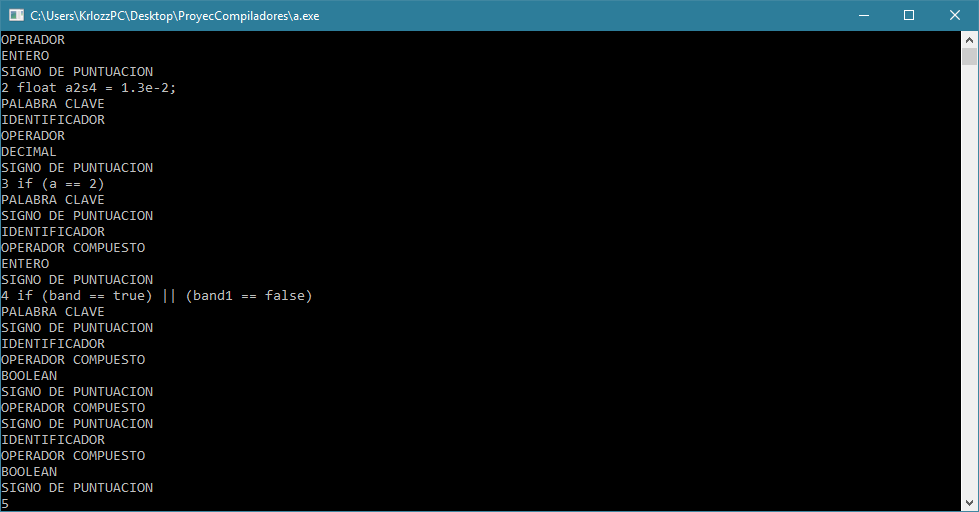 C:\Users\KrlozzPC\Desktop\ProyecCompiladores\a.exe
OPERADOR
ENTERO
SIGNO DE PUNTUACION
2 float a2s4 = 1.3e-2;
PALABRA CLAVE
IDENTIFICADOR
OPERADOR
DECIMAL
SIGNO DE PUNTUACION
3 if (a == 2)
PALABRA CLAVE
SIGNO DE PUNTUACION
IDENTIFICADOR
OPERADOR COMPUESTO
ENTERO
SIGNO DE PUNTUACION
4 if (band == true) || (band1 == false)
PALABRA CLAVE
SIGNO DE PUNTUACION
IDENTIFICADOR
OPERADOR COMPUESTO
BOOLEAN
SIGNO DE PUNTUACION
OPERADOR COMPUESTO
SIGNO DE PUNTUACION
IDENTIFICADOR
OPERADOR COMPUESTO
BOOLEAN
SIGNO DE PUNTUACION
5